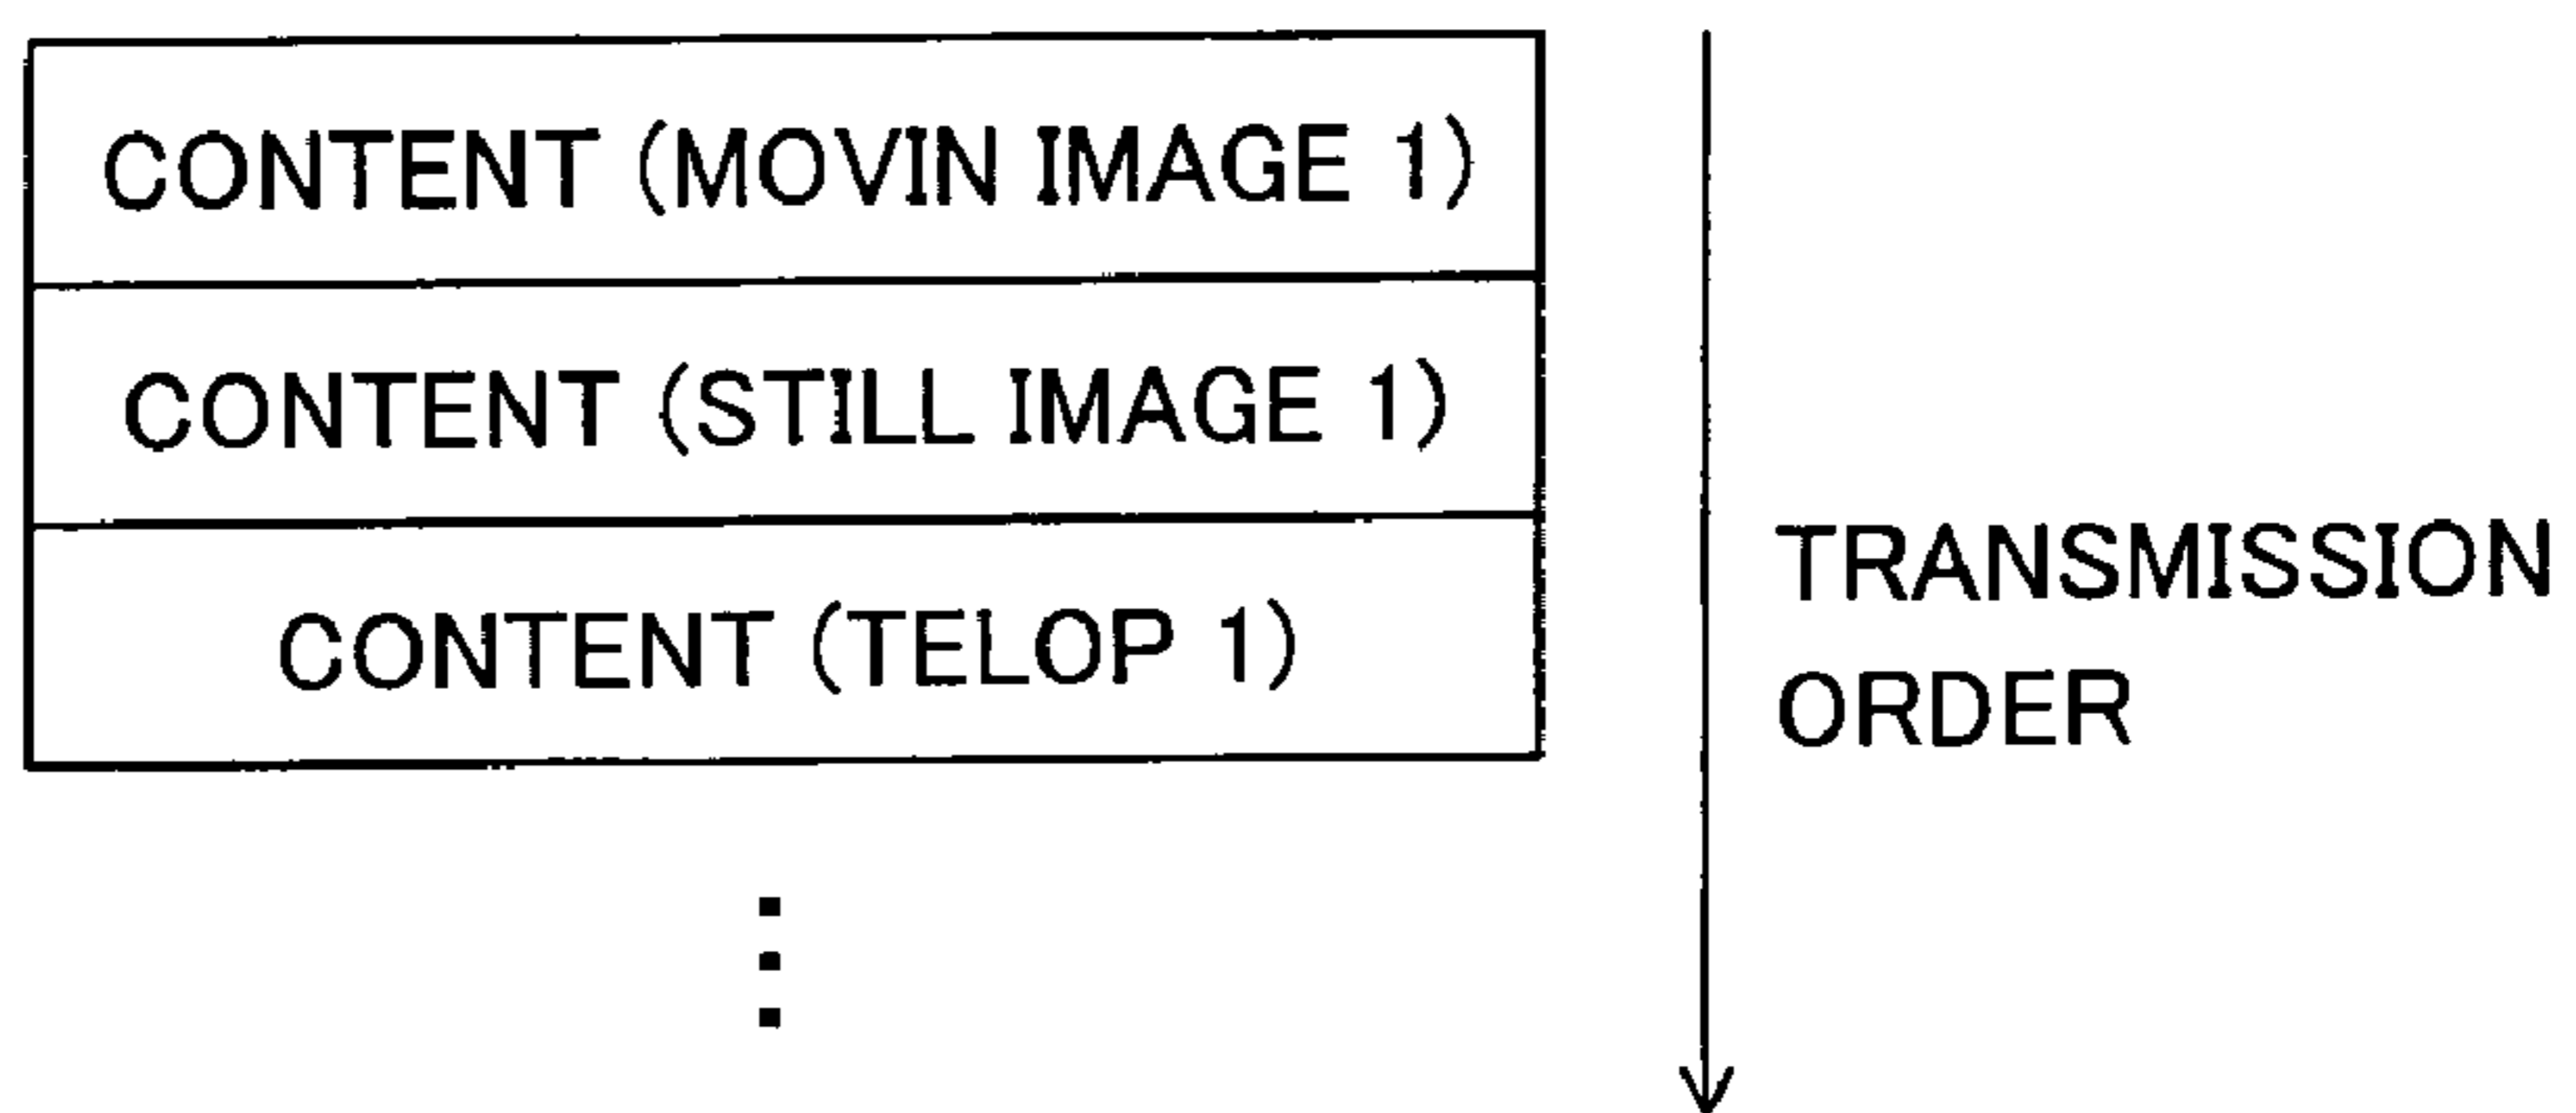 CONTENT (MOVIN IMAGE 1)
CONTENT (STILL IMAGE 1)
CONTENT (TELOP 1)
TRANSMISSION
ORDER